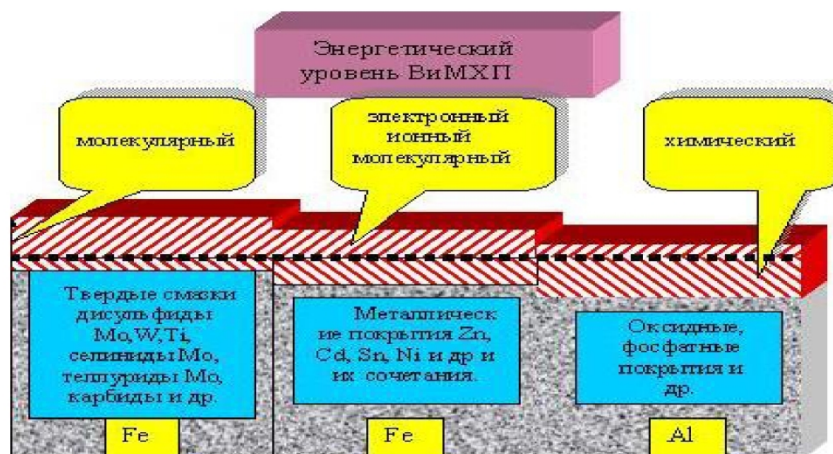 Энергетический
уровень ВиМХП
молекулярный
электронный
ионный
молекулярный
химический
Твердые смазки
дисульфиды
Mo,W,Ti,
селиниды Mo,
теллуриды Mo,
карбиды и др.
Металлическ
ие покрытия Zn,
Cd, Sn, Ni и др и
их сочетания.
Оксидные,
фосфатные
покрытия и
др.
Fe
Fe
Al